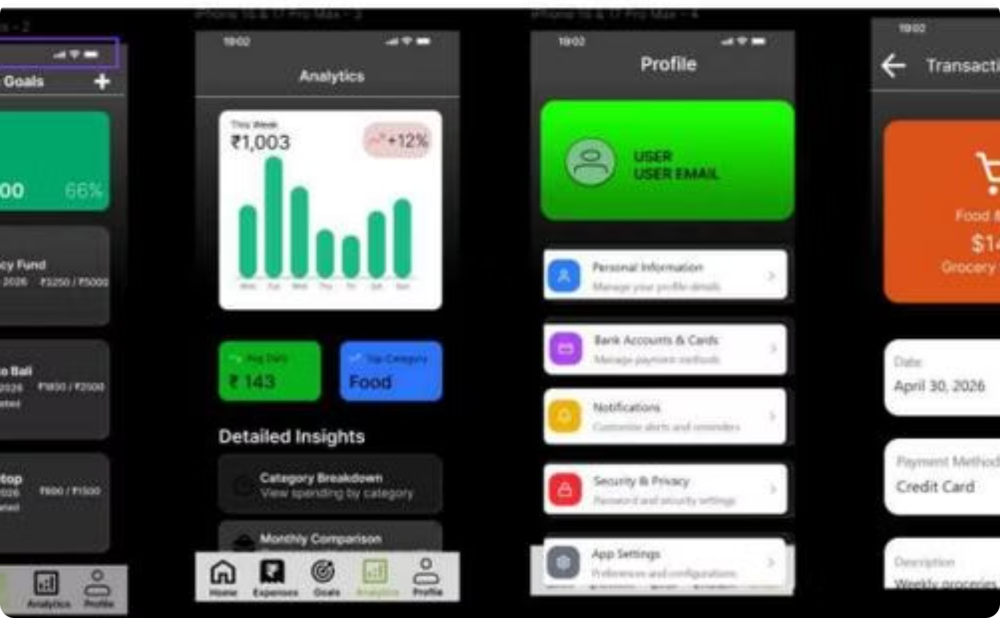 - 2
iPhone 16 & 17 Pro Max - 3
iPhone 16 & 17 Pro Max - 4
Goals
00
66%
cy Fund
2026 ₹3250 / ₹5000
o Bali
2026 ₹1800 / ₹2500
top
2026 ₹600 / ₹1500
Analytics
Profile
19:02
Analytics
This Week
₹1,003
+12%
Mon Tue Wed Thu Fri Sat Sun
Avg Daily
₹ 143
Top Category
Food
Detailed Insights
Category Breakdown
View spending by category
Monthly Comparison
Home
Expenses
Goals
Analytics
Profile
19:02
Profile
USER
USER EMAIL
Personal Information
Manage your profile details
Bank Accounts & Cards
Manage payment methods
Notifications
Customize alerts and reminders
Security & Privacy
Password and security settings
App Settings
Preferences and configurations
19:02
Transacti
Food &
$14
Grocery
Date
April 30, 2026
Payment Method
Credit Card
Description
Weekly groceries